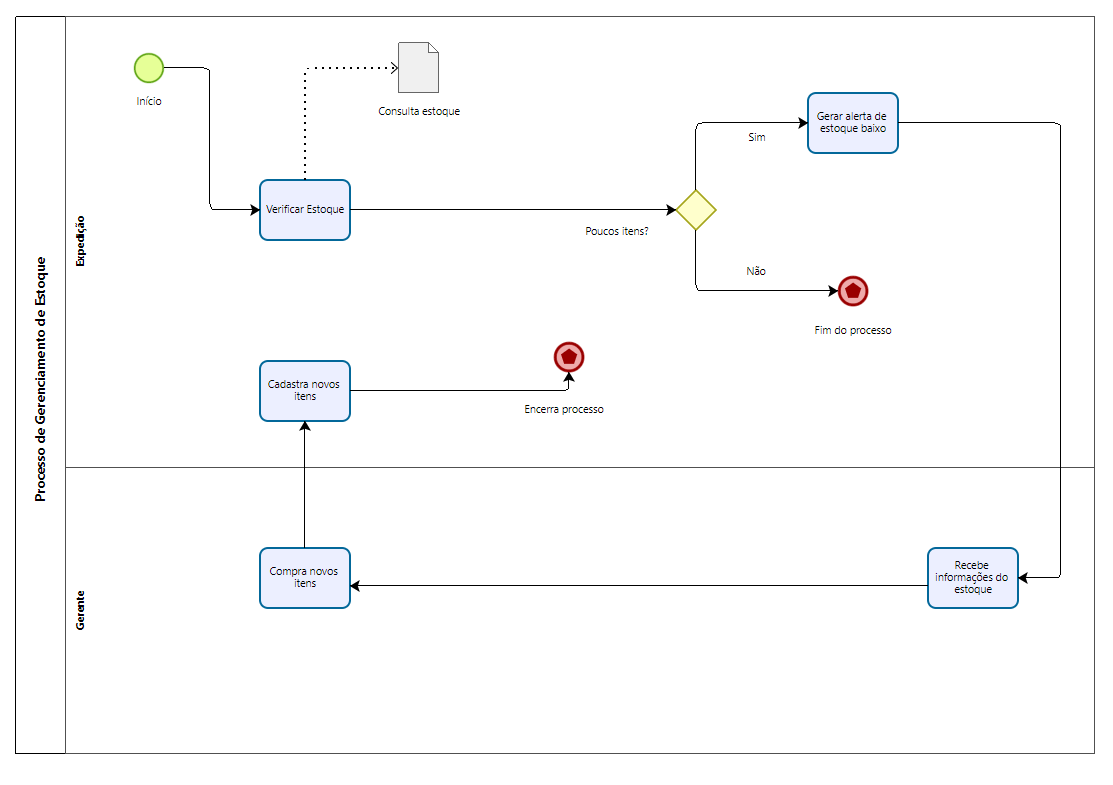 Processo de Gerenciamento de Estoque
Expedição
Início
Consulta estoque
Gerar alerta de
estoque baixo
Sim
Verificar Estoque
Poucos itens?
Não
Fim do processo
Cadastra novos
itens
Encerra processo
Gerente
Compra novos
itens
Recebe
informações do
estoque